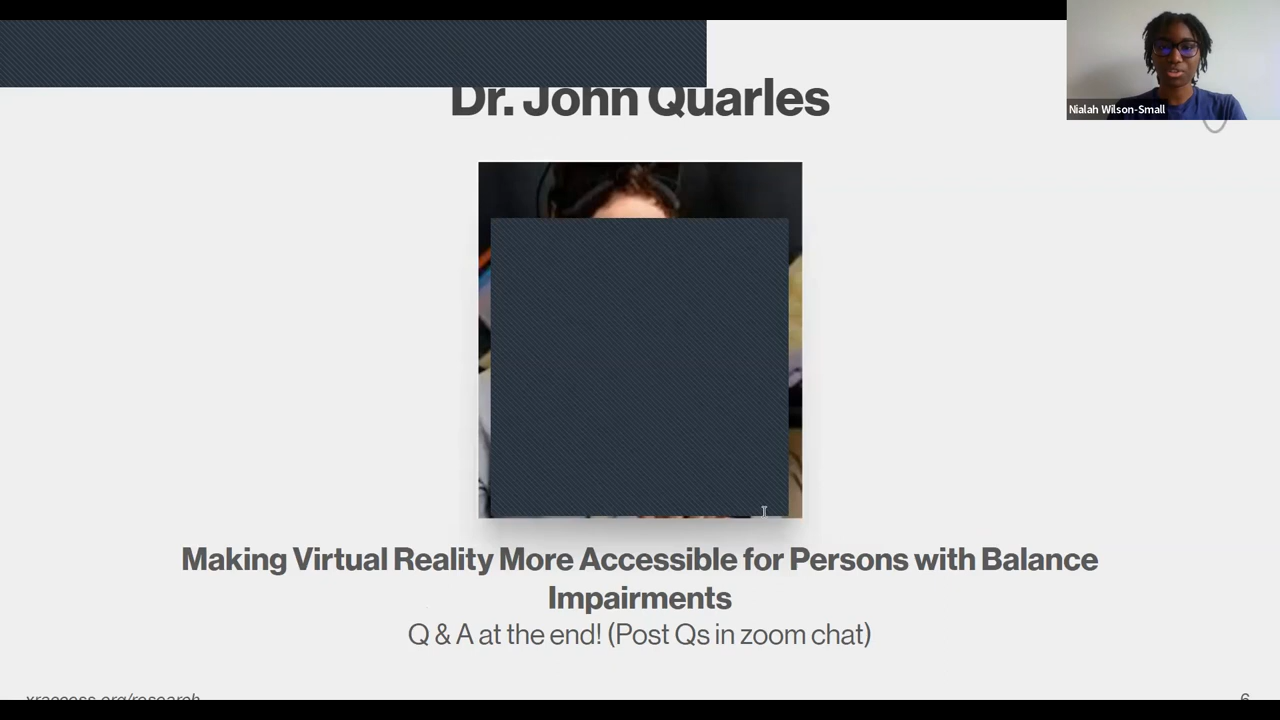 Dr. John Quarles
Nialah Wilson-Small
Making Virtual Reality More Accessible for Persons with Balance
Impairments
Q & A at the end! (Post Qs in zoom chat)
xraccess.org/research
6